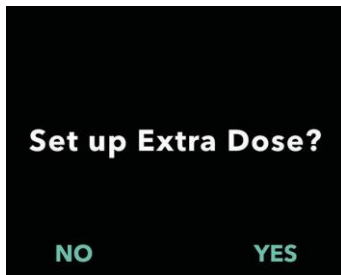 Set up Extra Dose?
NO YES